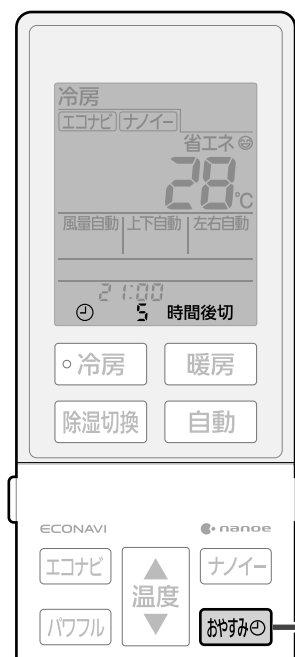 冷房
エコナビ ナノイー
省エネ
28℃
風量自動 上下自動 左右自動
21:00
5 時間後切
冷房 暖房
除湿切換 自動
ECONAVI nanoe
エコナビ ナノイー
温度
パワフル おやすみ